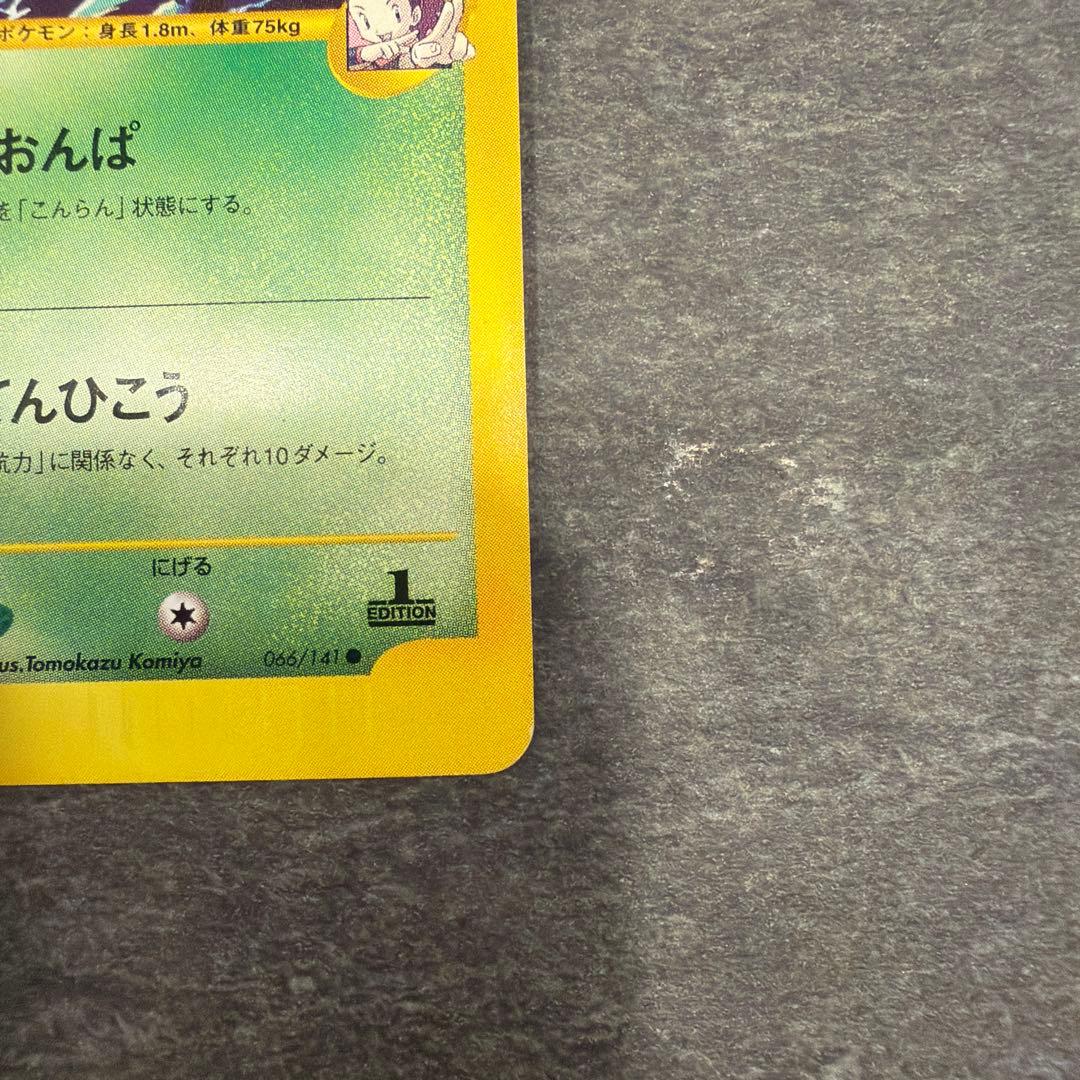 ポケモン：身長1.8m、体重75kg
おんぱ
を「こんらん」状態にする。
てんひこう
抗力」に関係なく、それぞれ10ダメージ。
にげる
1
EDITION
us.Tomokazu Komiya 066/141●